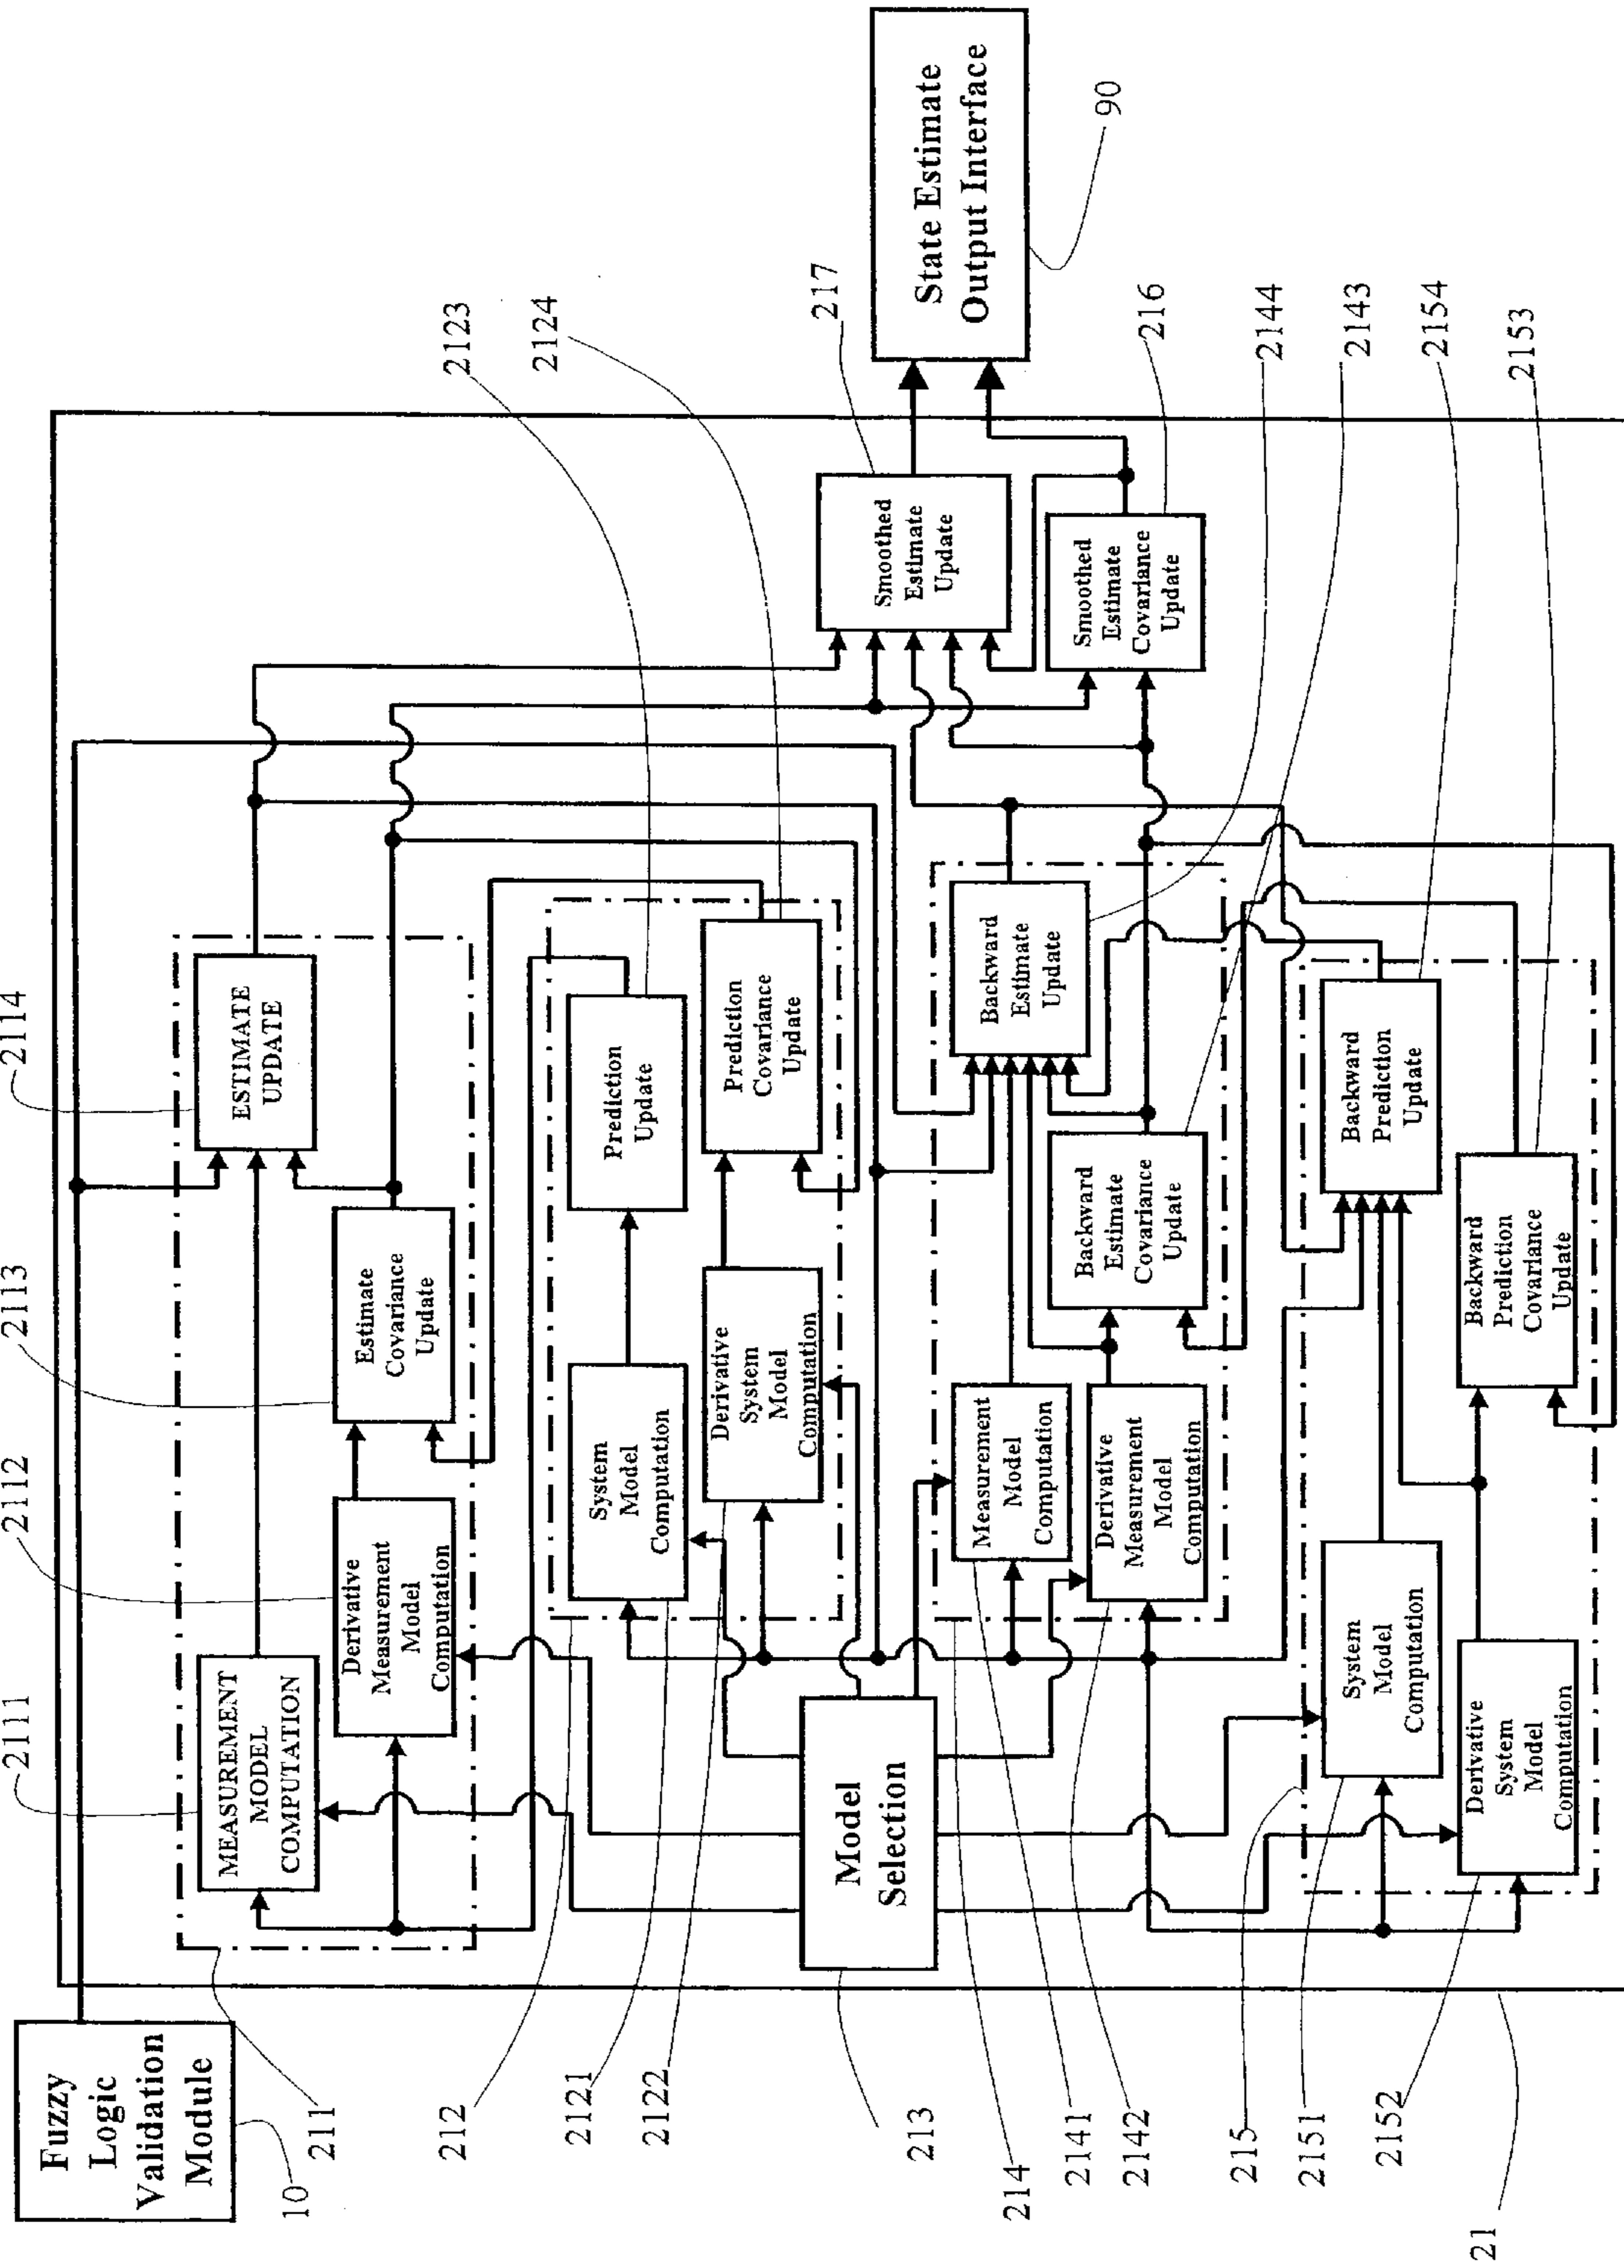 Fuzzy
Logic
Validation
Module
10
211
2111
2112
2113
2114
MEASUREMENT
MODEL
COMPUTATION
Derivative
Measurement
Model
Computation
Estimate
Covariance
Update
ESTIMATE
UPDATE
212
2121
2122
2123
2124
System
Model
Computation
Derivative
System
Model
Computation
Prediction
Update
Prediction
Covariance
Update
213
Model
Selection
214
2141
2142
2143
2144
Measurement
Model
Computation
Derivative
Measurement
Model
Computation
Backward
Estimate
Covariance
Update
Backward
Estimate
Update
215
2151
2152
2153
2154
System
Model
Computation
Derivative
System
Model
Computation
Backward
Prediction
Update
Backward
Prediction
Covariance
Update
217
Smoothed
Estimate
Update
216
Smoothed
Estimate
Covariance
Update
State Estimate
Output Interface
90
21